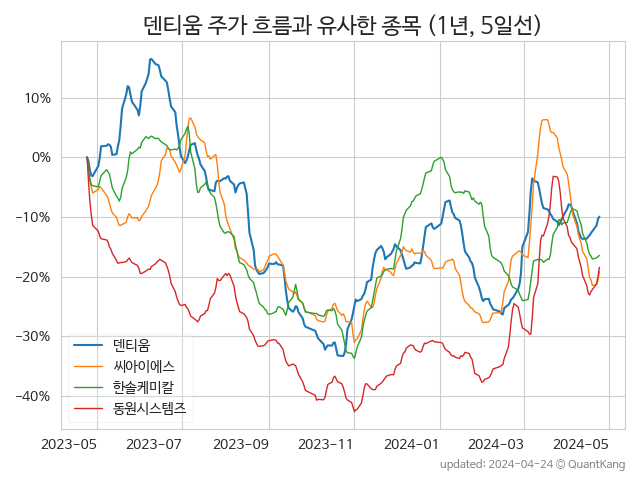 덴티움 주가 흐름과 유사한 종목 (1년, 5일선)
10%
0%
−10%
−20%
−30%
−40%
덴티움
씨아이에스
한솔케미칼
동원시스템즈
2023-05 2023-07 2023-09 2023-11 2024-01 2024-03 2024-05
updated: 2024-04-24 © QuantKang